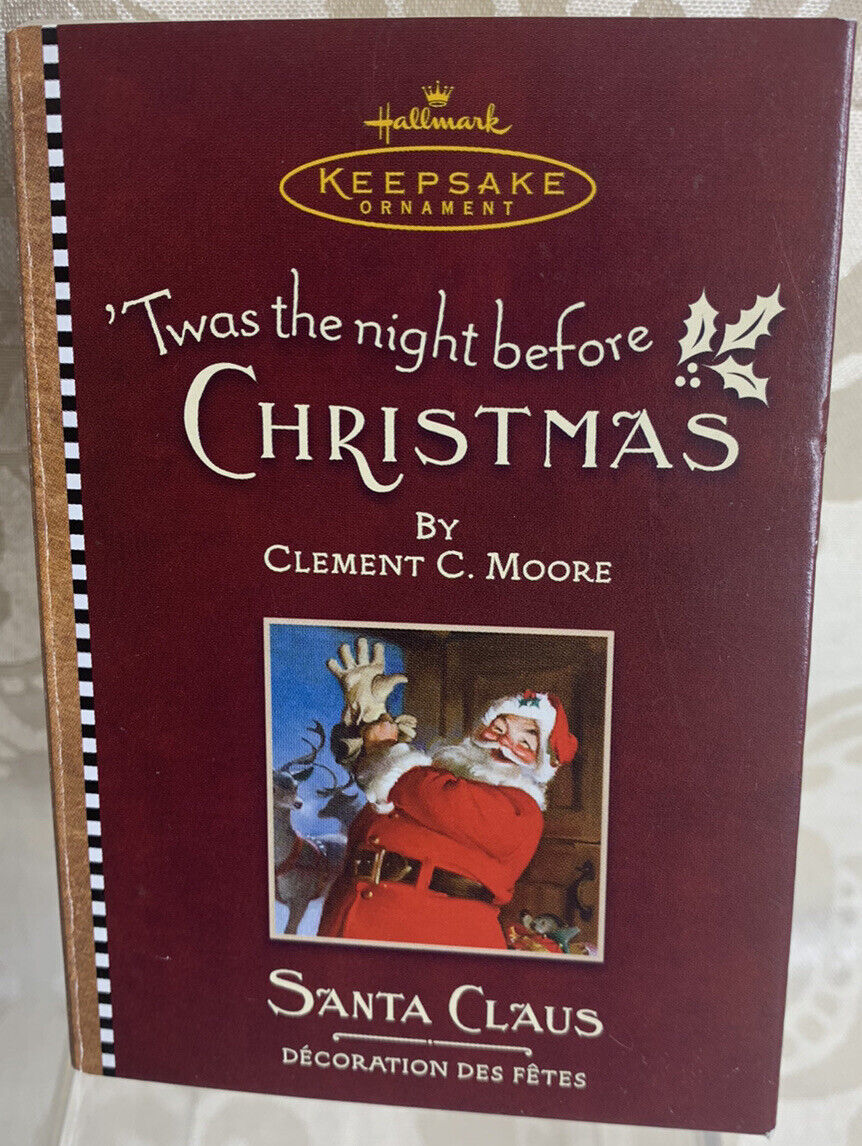 Hallmark
KEEPSAKE
ORNAMENT
'Twas the night before
CHRISTMAS
BY
CLEMENT C. MOORE
SANTA CLAUS
DÉCORATION DES FÊTES